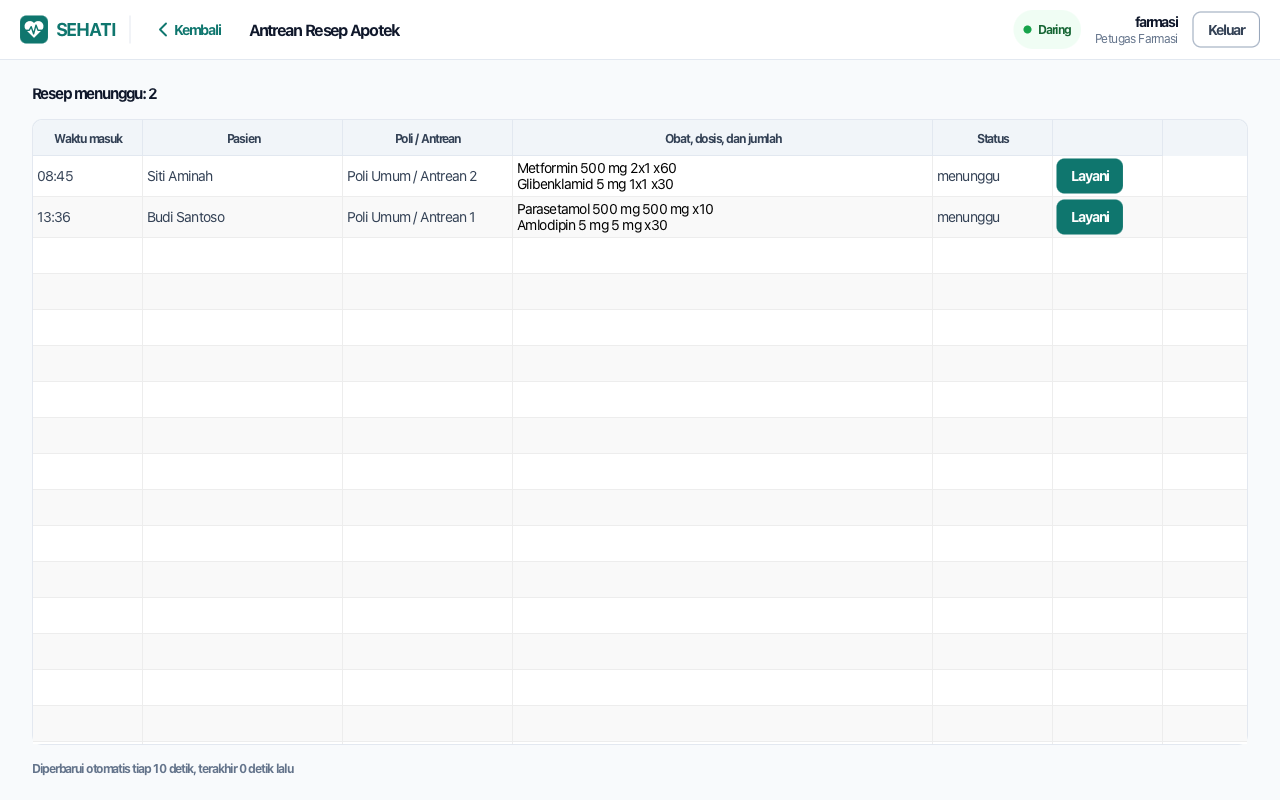 SEHATI
Kembali
Antrean Resep Apotek
Daring
farmasi
Petugas Farmasi
Keluar
Resep menunggu: 2
Waktu masuk
Pasien
Poli / Antrean
Obat, dosis, dan jumlah
Status
08:45
Siti Aminah
Poli Umum / Antrean 2
Metformin 500 mg 2x1 x60
Glibenklamid 5 mg 1x1 x30
menunggu
Layani
13:36
Budi Santoso
Poli Umum / Antrean 1
Parasetamol 500 mg 500 mg x10
Amlodipin 5 mg 5 mg x30
menunggu
Layani
Diperbarui otomatis tiap 10 detik, terakhir 0 detik lalu